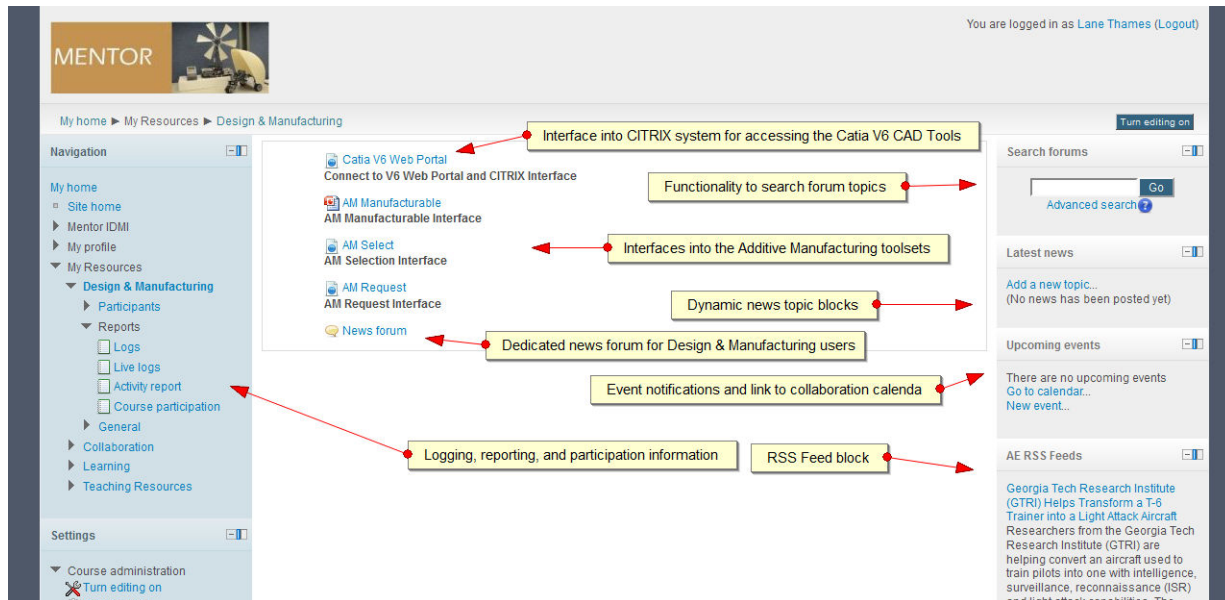 You are logged in as Lane Thames (Logout)
MENTOR
My home ► My Resources ► Design & Manufacturing
Turn editing on
Navigation
My home
Site home
Mentor IDMI
My profile
My Resources
Design & Manufacturing
Participants
Reports
Logs
Live logs
Activity report
Course participation
General
Collaboration
Learning
Teaching Resources
Settings
Course administration
Turn editing on
Catia V6 Web Portal
Connect to V6 Web Portal and CITRIX Interface
AM Manufacturable
AM Manufacturable Interface
AM Select
AM Selection Interface
AM Request
AM Request Interface
News forum
Interface into CITRIX system for accessing the Catia V6 CAD Tools
Functionality to search forum topics
Interfaces into the Additive Manufacturing toolsets
Dynamic news topic blocks
Dedicated news forum for Design & Manufacturing users
Event notifications and link to collaboration calenda
Logging, reporting, and participation information
RSS Feed block
Search forums
Go
Advanced search
Latest news
Add a new topic...
(No news has been posted yet)
Upcoming events
There are no upcoming events
Go to calendar...
New event...
AE RSS Feeds
Georgia Tech Research Institute
(GTRI) Helps Transform a T-6
Trainer into a Light Attack Aircraft
Researchers from the Georgia Tech
Research Institute (GTRI) are
helping convert an aircraft used to
train pilots into one with intelligence,
surveillance, reconnaissance (ISR)
and light attack capabilities. The